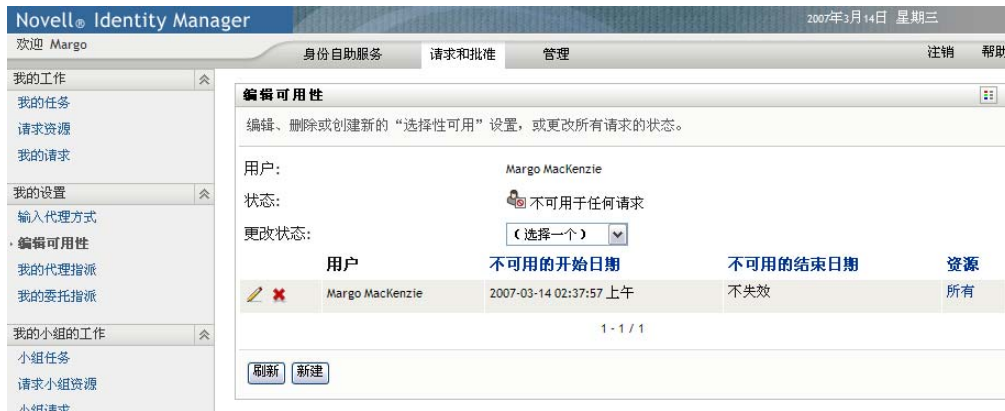 Novell® Identity Manager
2007年3月14日 星期三
欢迎 Margo
身份自助服务 请求和批准 管理 注销 帮助
我的工作
我的任务
请求资源
我的请求
我的设置
输入代理方式
编辑可用性
我的代理指派
我的委托指派
我的小组的工作
小组任务
请求小组资源
小组请求
编辑可用性
编辑、删除或创建新的“选择性可用”设置，或更改所有请求的状态。
用户: Margo MacKenzie
状态: 不可用于任何请求
更改状态: (选择一个)
用户 不可用的开始日期 不可用的结束日期 资源
Margo MacKenzie 2007-03-14 02:37:57 上午 不失效 所有
1 - 1 / 1
刷新 新建